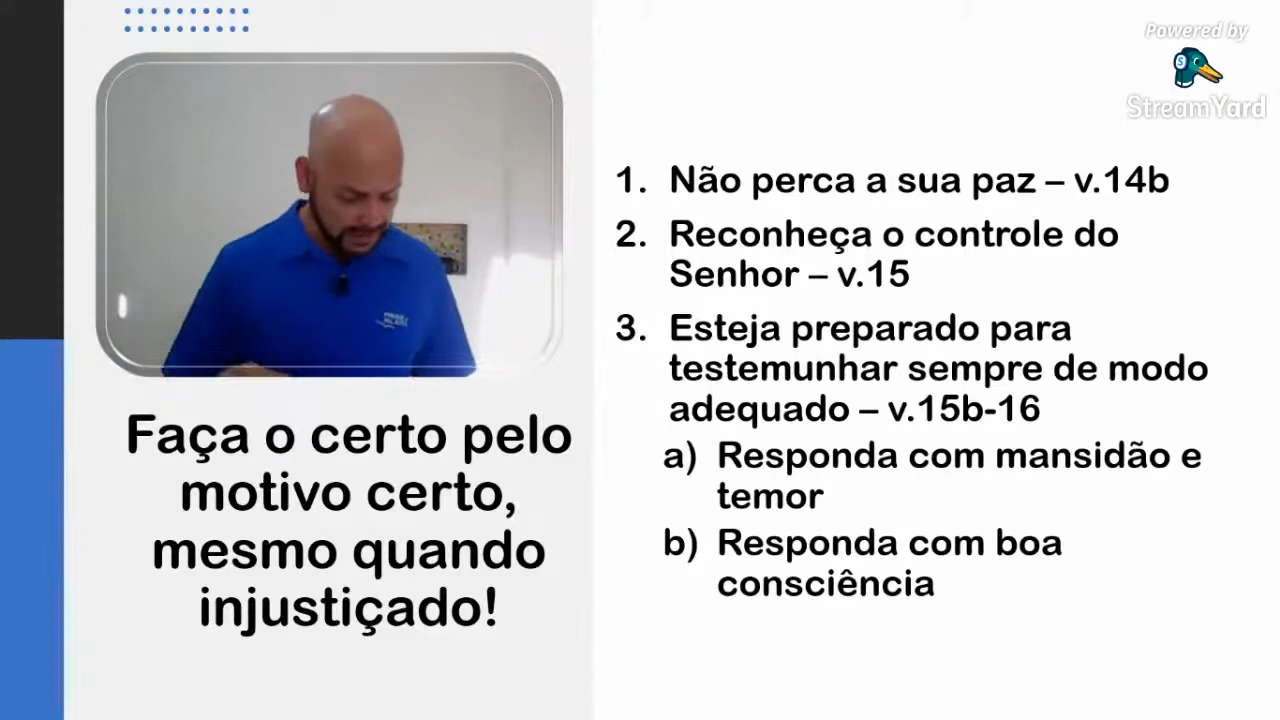 Powered by
StreamYard
Faça o certo pelo
motivo certo,
mesmo quando
injustiçado!
1. Não perca a sua paz – v.14b
2. Reconheça o controle do
Senhor – v.15
3. Esteja preparado para
testemunhar sempre de modo
adequado – v.15b-16
a) Responda com mansidão e
temor
b) Responda com boa
consciência